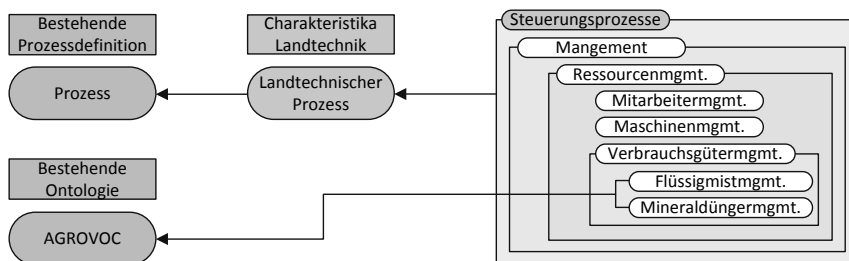 Bestehende
Prozessdefinition
Prozess
Charakteristika
Landtechnik
Landtechnischer
Prozess
Bestehende
Ontologie
AGROVOC
Steuerungsprozesse
Mangement
Ressourcenmgmt.
Mitarbeitermgmt.
Maschinenmgmt.
Verbrauchsgütermgmt.
Flüssigmistmgmt.
Mineraldüngermgmt.